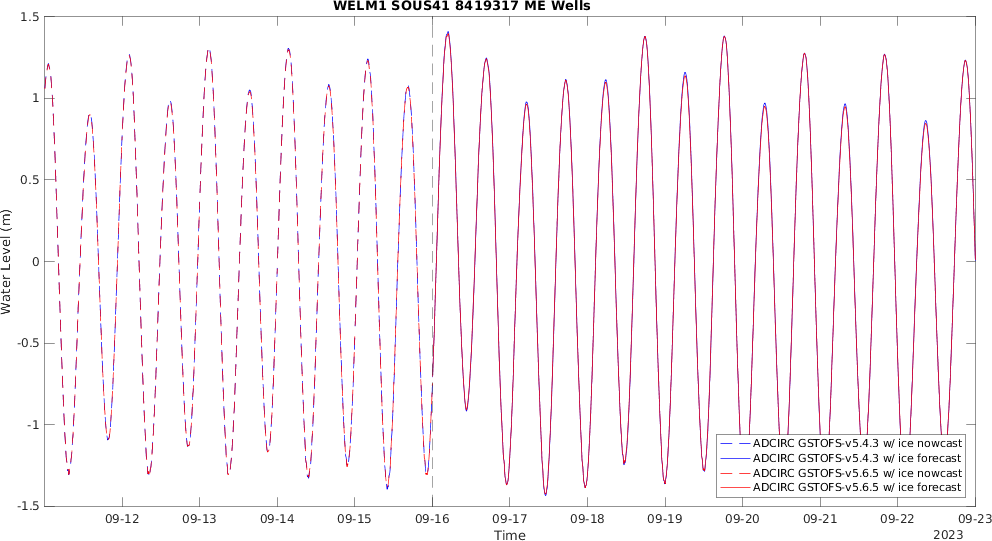 WELM1 SOUS41 8419317 ME Wells
1.5
1
0.5
0
-0.5
-1
-1.5
Water Level (m)
ADCIRC GSTOFS-v5.4.3 w/ ice nowcast
ADCIRC GSTOFS-v5.4.3 w/ ice forecast
ADCIRC GSTOFS-v5.6.5 w/ ice nowcast
ADCIRC GSTOFS-v5.6.5 w/ ice forecast
09-12 09-13 09-14 09-15 09-16 09-17 09-18 09-19 09-20 09-21 09-22 09-23
Time
2023